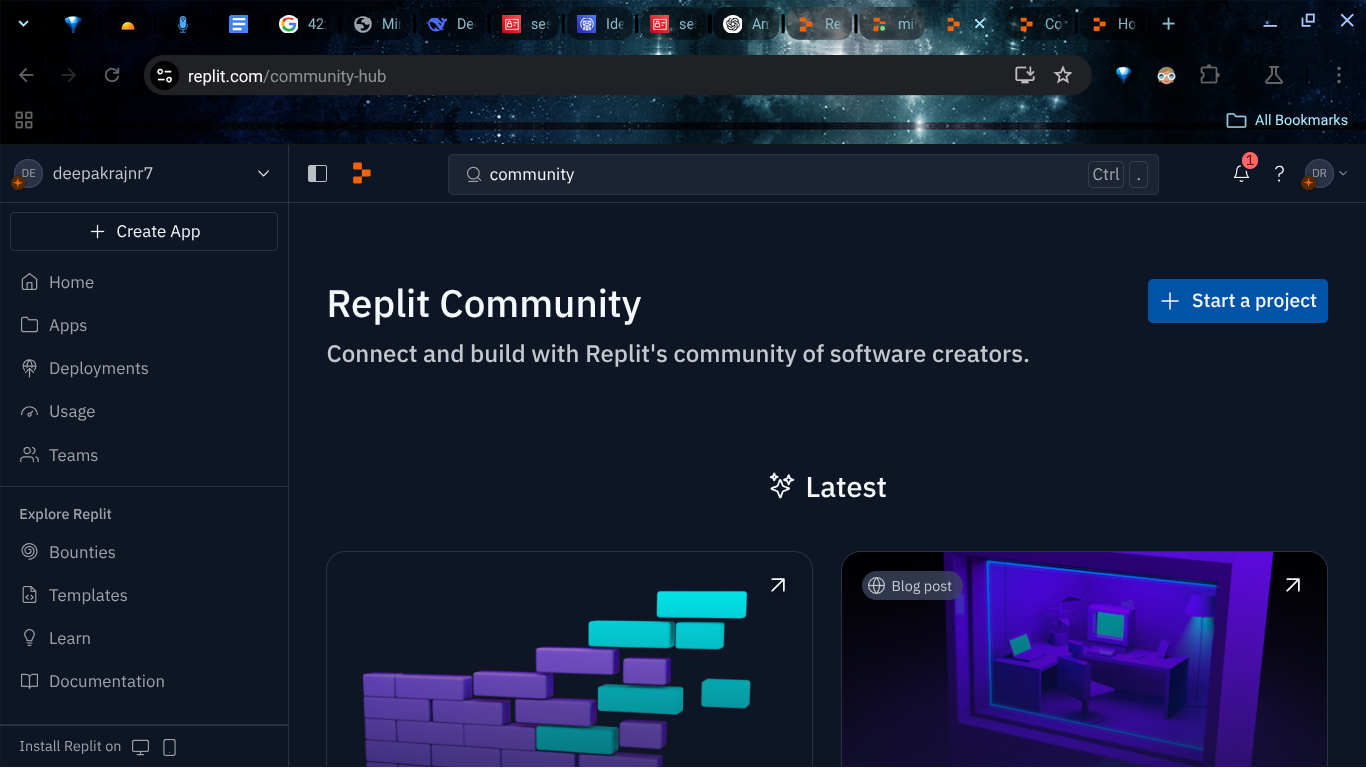 42
Mi
De
se
Ide
se
An
Re
mi
Co
Ho
replit.com/community-hub
All Bookmarks
DE
deepakrajnr7
community
Ctrl
.
1
?
DR
Create App
Home
Apps
Deployments
Usage
Teams
Explore Replit
Bounties
Templates
Learn
Documentation
Install Replit on
Replit Community
Start a project
Connect and build with Replit's community of software creators.
Latest
Blog post